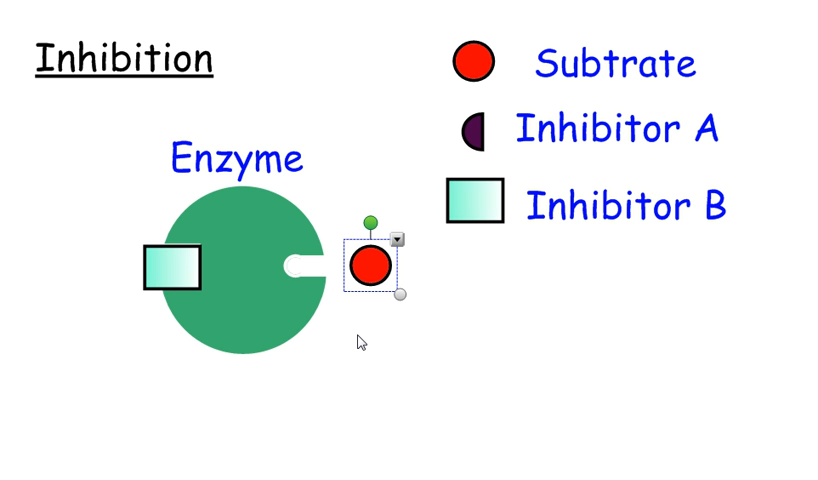 Inhibition
Subtrate
Inhibitor A
Enzyme
Inhibitor B